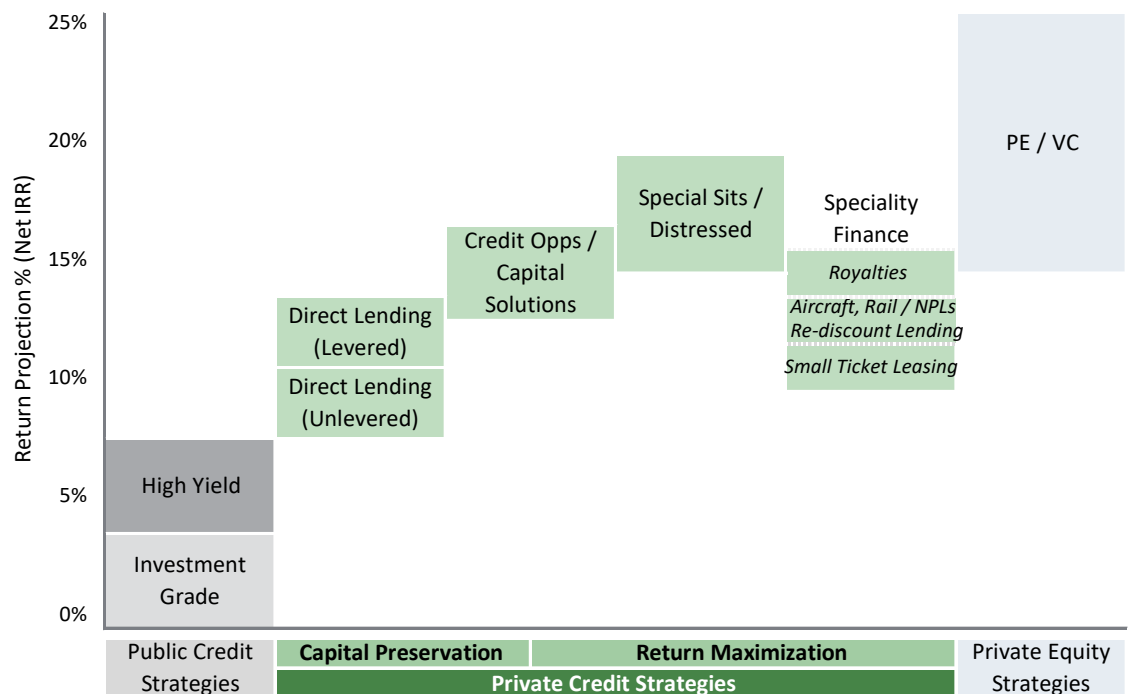 Return Projection % (Net IRR)
25%
20%
15%
10%
5%
0%
High Yield
Investment
Grade
Direct Lending
(Levered)
Direct Lending
(Unlevered)
Credit Opps /
Capital
Solutions
Special Sits /
Distressed
Speciality
Finance
Royalties
Aircraft, Rail / NPLs
Re-discount Lending
Small Ticket Leasing
PE / VC
Public Credit
Strategies
Capital Preservation
Return Maximization
Private Credit Strategies
Private Equity
Strategies